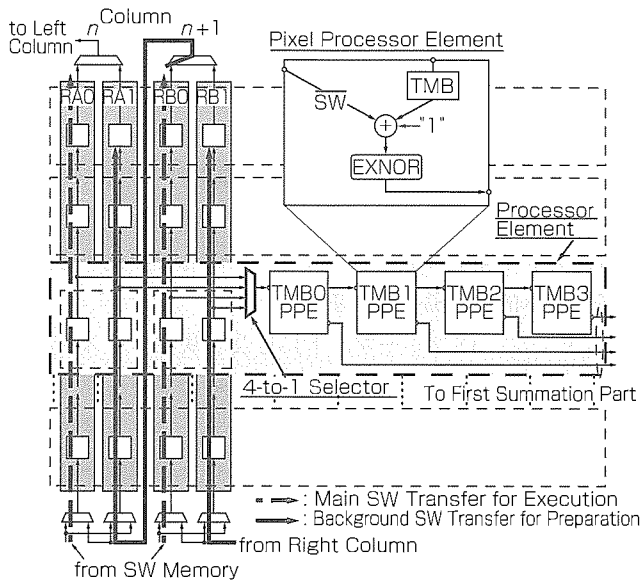 Column
to Left
Column
n
n+1
RA0
RA1
RB0
RB1
Pixel Processor Element
TMB
SW
+
"1"
EXNOR
Processor
Element
TMB0
PPE
TMB1
PPE
TMB2
PPE
TMB3
PPE
4-to-1 Selector
To First Summation Part
: Main SW Transfer for Execution
: Background SW Transfer for Preparation
from Right Column
from SW Memory